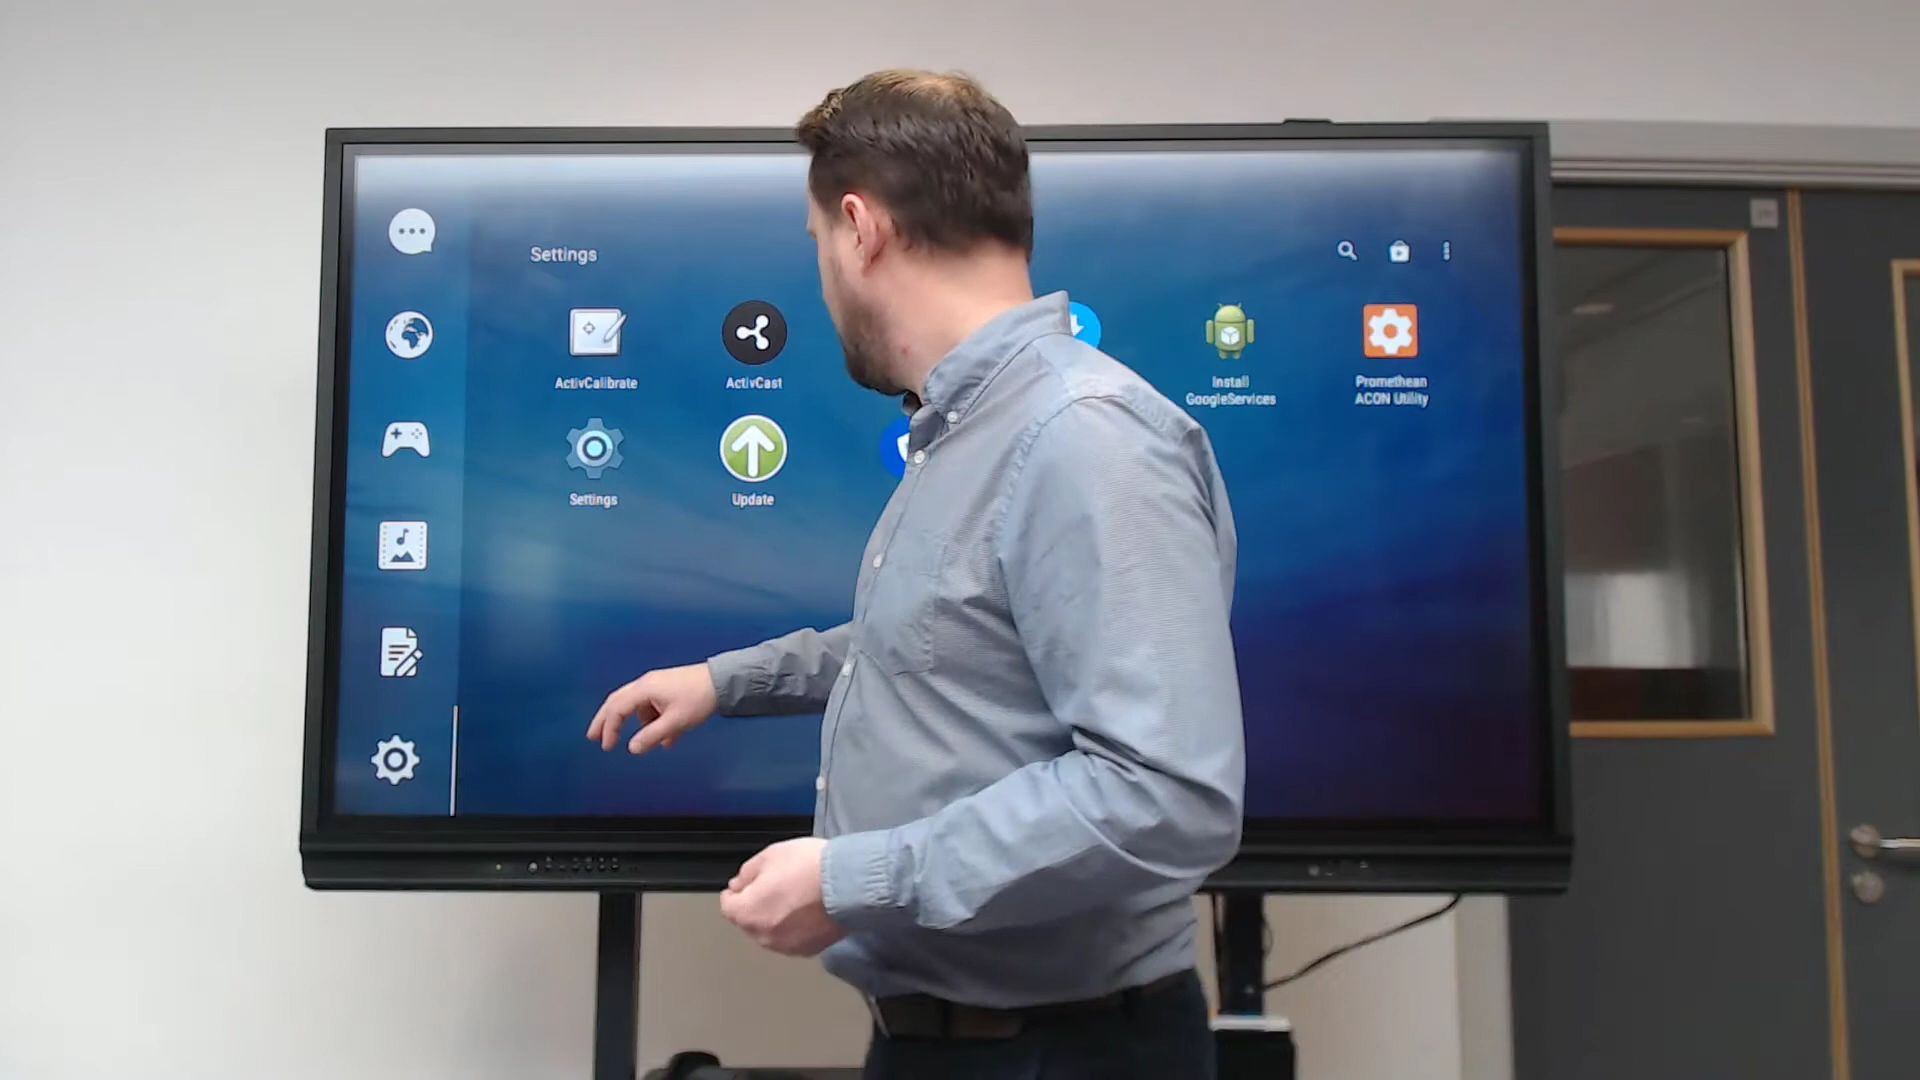 Settings
ActivCalibrate
ActivCast
Install
GoogleServices
Promethean
ACON Utility
Settings
Update